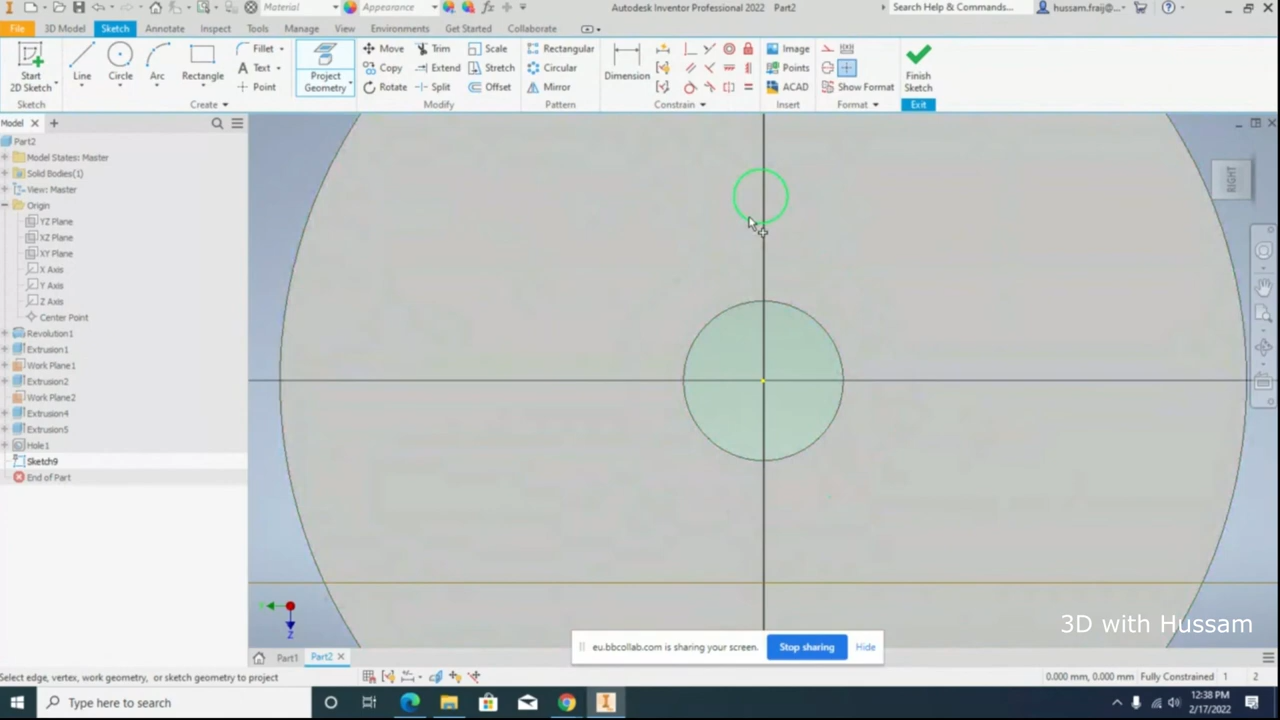 Material
Appearance
fx
Autodesk Inventor Professional 2022 Part2
Search Help & Commands...
hussam.fraij@...
File
3D Model
Sketch
Annotate
Inspect
Tools
Manage
View
Environments
Get Started
Collaborate
Start
2D Sketch
Line
Circle
Arc
Rectangle
Fillet
Text
Point
Project
Geometry
Move
Copy
Rotate
Trim
Extend
Split
Scale
Stretch
Offset
Rectangular
Circular
Mirror
Dimension
Image
Points
ACAD
Show Format
Finish
Sketch
Sketch
Create
Modify
Pattern
Constrain
Insert
Format
Exit
Model
Part2
Model States: Master
Solid Bodies(1)
View: Master
Origin
YZ Plane
XZ Plane
XY Plane
X Axis
Y Axis
Z Axis
Center Point
Revolution1
Extrusion1
Work Plane1
Extrusion2
Work Plane2
Extrusion4
Extrusion5
Hole1
Sketch9
End of Part
RIGHT
Z
3D with Hussam
eu.bbcollab.com is sharing your screen.
Stop sharing
Hide
Part1
Part2
Select edge, vertex, work geometry, or sketch geometry to project
0.000 mm, 0.000 mm
Fully Constrained
1
2
Type here to search
12:38 PM
2/17/2022